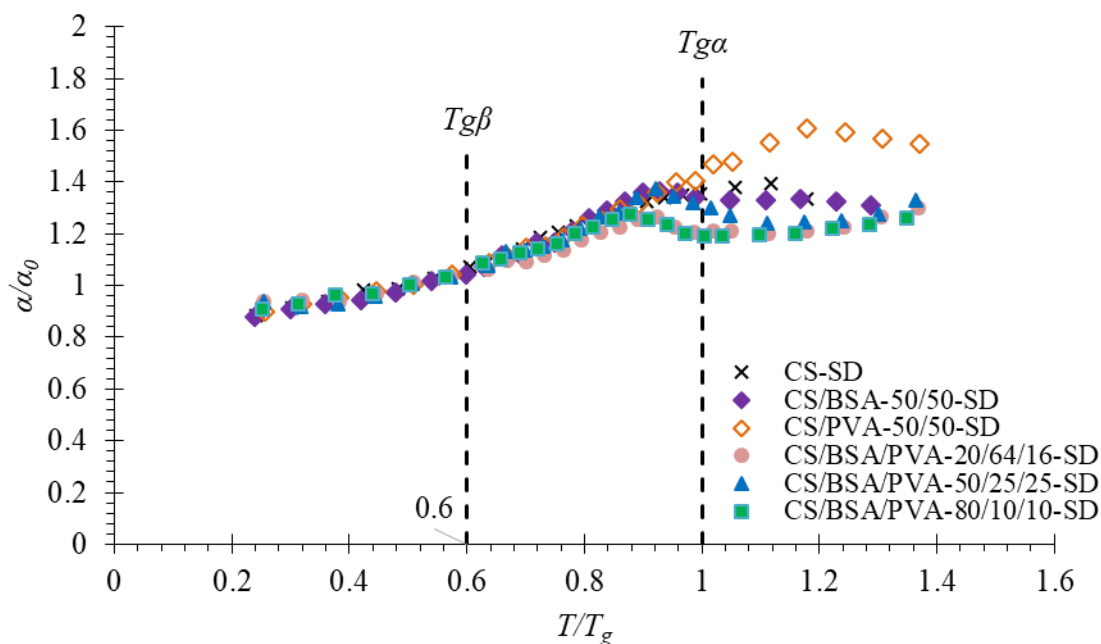 2
1.8
1.6
1.4
1.2
1
0.8
0.6
0.4
0.2
0
α/α0
Tgβ
Tgα
0.6
CS-SD
CS/BSA-50/50-SD
CS/PVA-50/50-SD
CS/BSA/PVA-20/64/16-SD
CS/BSA/PVA-50/25/25-SD
CS/BSA/PVA-80/10/10-SD
0 0.2 0.4 0.6 0.8 1 1.2 1.4 1.6
T/Tg